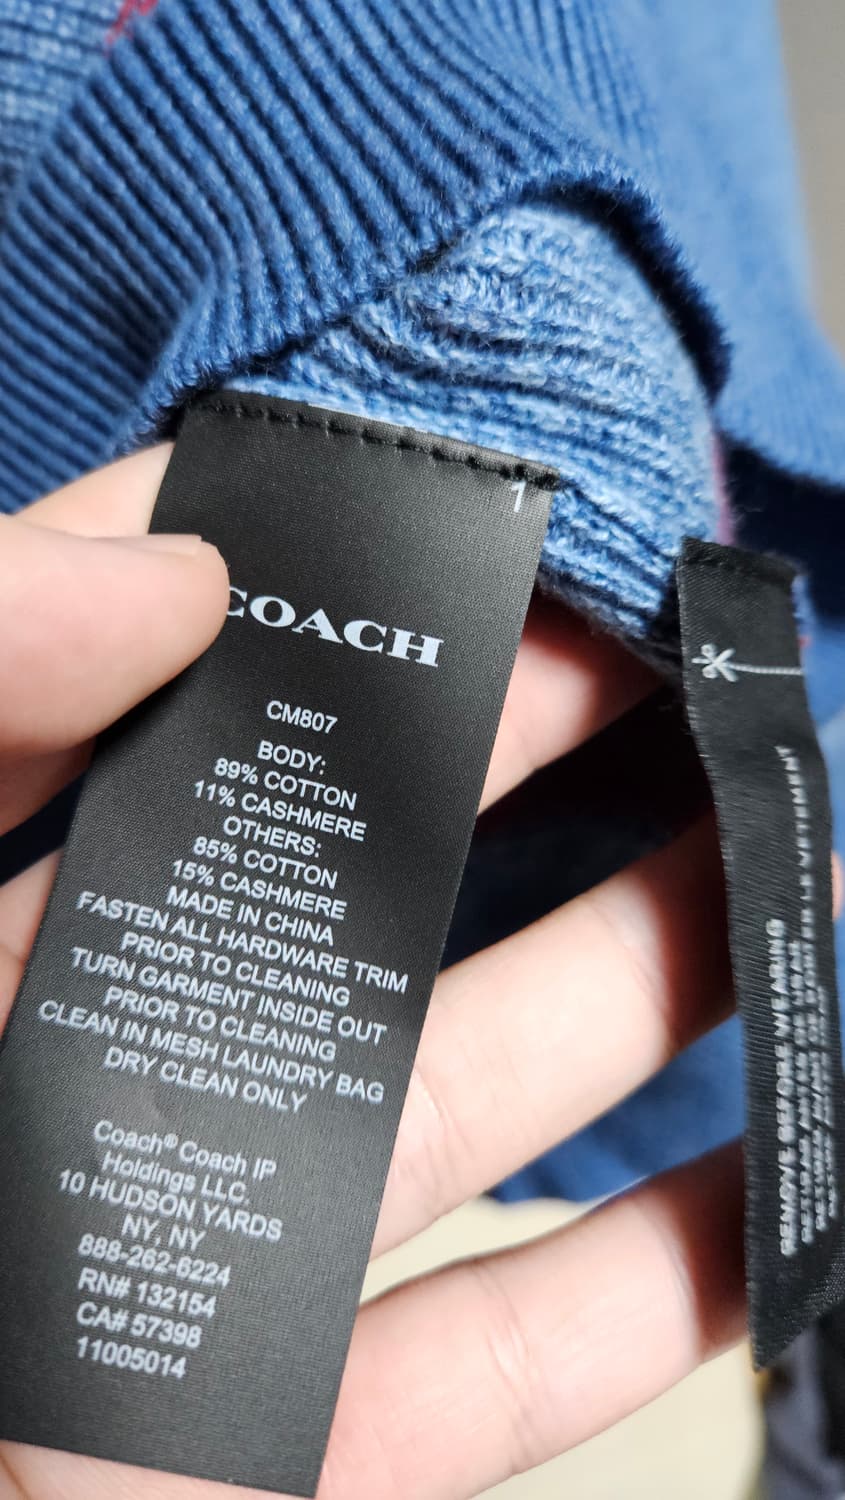 1
COACH
CM807
BODY:
89% COTTON
11% CASHMERE
OTHERS:
85% COTTON
15% CASHMERE
MADE IN CHINA
FASTEN ALL HARDWARE TRIM
PRIOR TO CLEANING
TURN GARMENT INSIDE OUT
PRIOR TO CLEANING
CLEAN IN MESH LAUNDRY BAG
DRY CLEAN ONLY
Coach® Coach IP
Holdings LLC.
10 HUDSON YARDS
NY, NY
888-262-6224
RN# 132154
CA# 57398
11005014
REMOVE BEFORE WEARING
LE VETEMENT